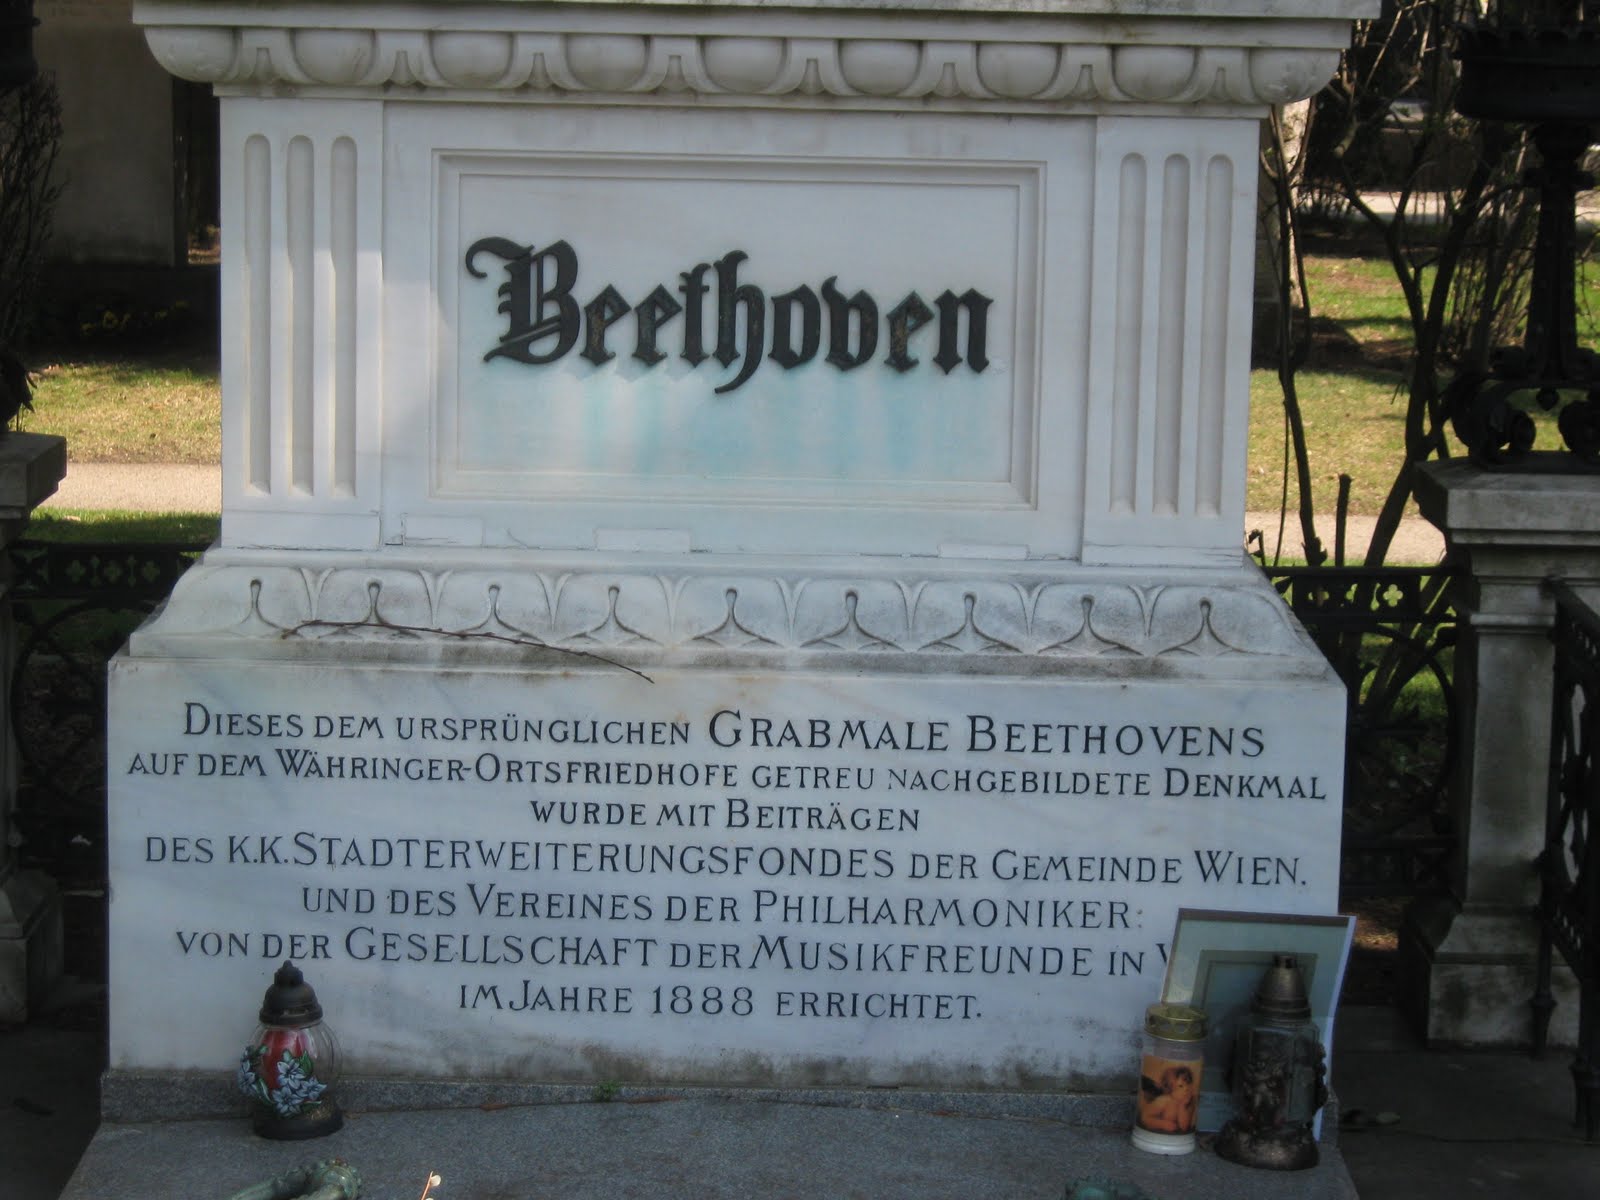 Beethoven
DIESES DEM URSPRÜNGLICHEN GRABMALE BEETHOVENS
AUF DEM WÄHRINGER-ORTSFRIEDHOFE GETREU NACHGEBILDETE DENKMAL
WURDE MIT BEITRÄGEN
DES K.K. STADTERWEITERUNGSFONDES DER GEMEINDE WIEN.
UND DES VEREINES DER PHILHARMONIKER:
VON DER GESELLSCHAFT DER MUSIKFREUNDE IN
IM JAHRE 1888 ERRICHTET.